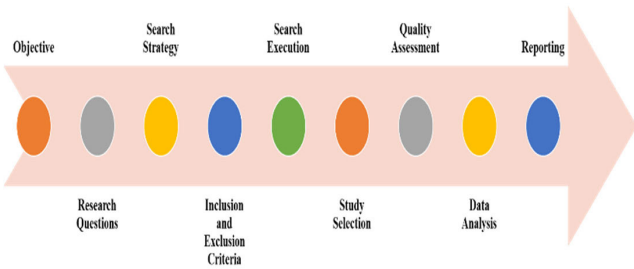 Objective
Research
Questions
Search
Strategy
Inclusion
and
Exclusion
Criteria
Search
Execution
Study
Selection
Quality
Assessment
Data
Analysis
Reporting